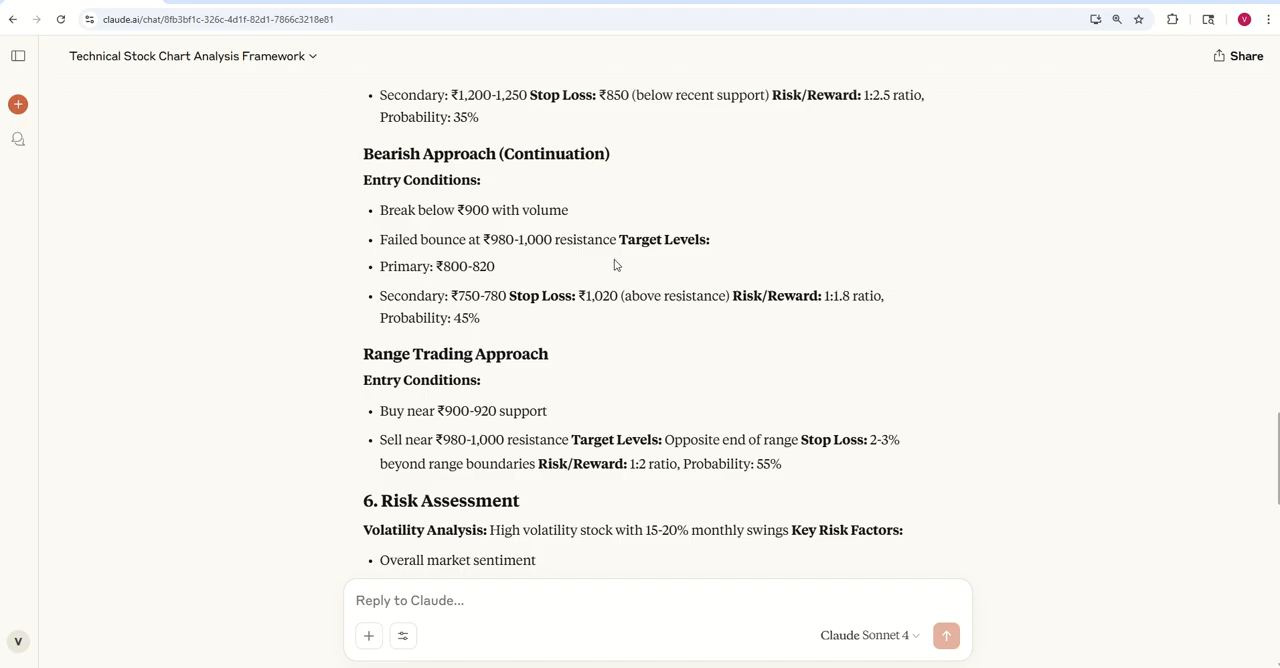 claude.ai/chat/8fb3bf1c-326c-4d1f-82d1-7866c3218e81
V
Technical Stock Chart Analysis Framework
Share
• Secondary: ₹1,200-1,250 Stop Loss: ₹850 (below recent support) Risk/Reward: 1:2.5 ratio,
Probability: 35%
Bearish Approach (Continuation)
Entry Conditions:
• Break below ₹900 with volume
• Failed bounce at ₹980-1,000 resistance Target Levels:
• Primary: ₹800-820
• Secondary: ₹750-780 Stop Loss: ₹1,020 (above resistance) Risk/Reward: 1:1.8 ratio,
Probability: 45%
Range Trading Approach
Entry Conditions:
• Buy near ₹900-920 support
• Sell near ₹980-1,000 resistance Target Levels: Opposite end of range Stop Loss: 2-3%
beyond range boundaries Risk/Reward: 1:2 ratio, Probability: 55%
6. Risk Assessment
Volatility Analysis: High volatility stock with 15-20% monthly swings Key Risk Factors:
• Overall market sentiment
Reply to Claude...
Claude Sonnet 4
V